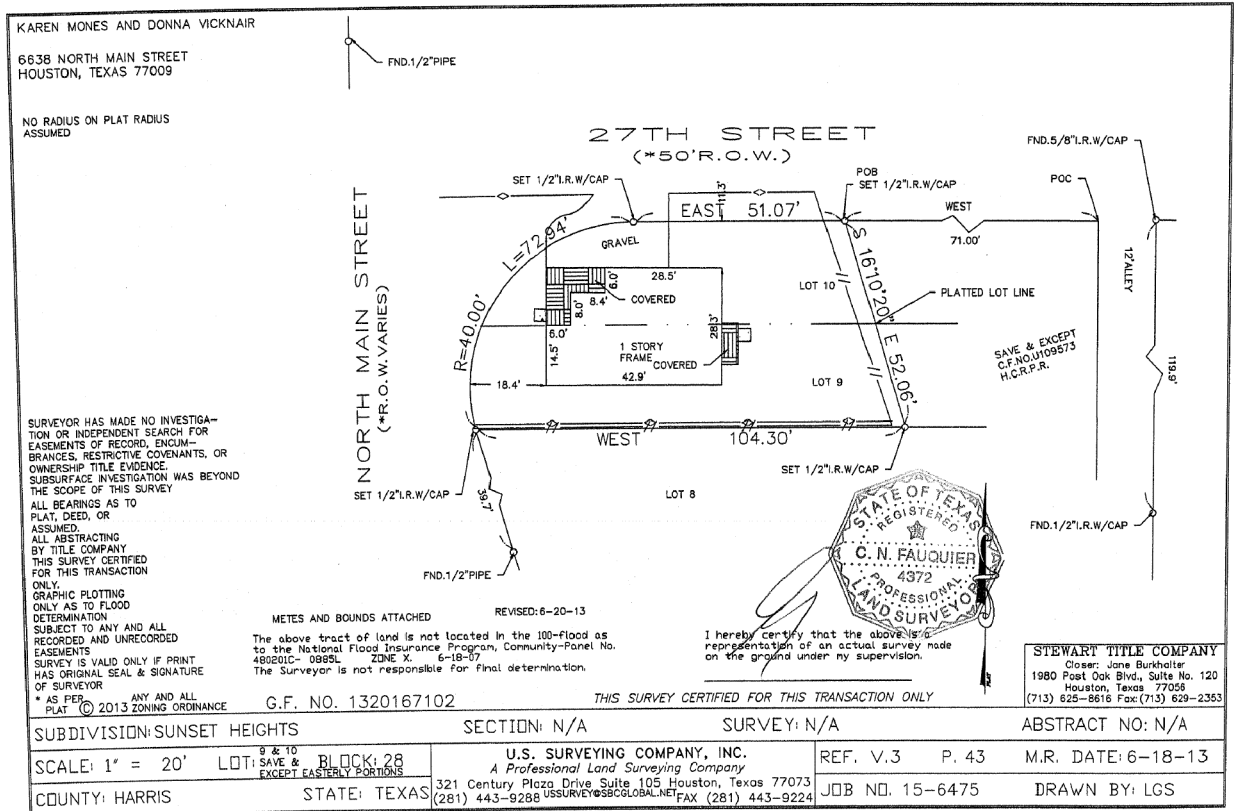 KAREN MONES AND DONNA VICKNAIR
6638 NORTH MAIN STREET
HOUSTON, TEXAS 77009
NO RADIUS ON PLAT RADIUS
ASSUMED
FND.1/2"PIPE
27TH STREET
(*50'R.O.W.)
FND.5/8"I.R.W/CAP
SET 1/2"I.R.W/CAP
11.3'
POB
SET 1/2"I.R.W/CAP
POC
EAST 51.07'
WEST
71.00'
12'ALLEY
L=72.94'
GRAVEL
S 16°10'20" E 52.06'
NORTH MAIN STREET
(*R.O.W.VARIES)
R=40.00'
28.5'
6.0'
8.4'
8.0'
COVERED
LOT 10
PLATTED LOT LINE
6.0'
14.5'
1 STORY
FRAME
COVERED
28.3'
42.9'
18.4'
LOT 9
SAVE & EXCEPT
C.F.NO.U109573
H.C.R.P.R.
119.9'
WEST 104.30'
SET 1/2"I.R.W/CAP
SET 1/2"I.R.W/CAP
LOT 8
39.7'
FND.1/2"PIPE
FND.1/2"I.R.W/CAP
SURVEYOR HAS MADE NO INVESTIGA-
TION OR INDEPENDENT SEARCH FOR
EASEMENTS OF RECORD, ENCUM-
BRANCES, RESTRICTIVE COVENANTS, OR
OWNERSHIP TITLE EVIDENCE.
SUBSURFACE INVESTIGATION WAS BEYOND
THE SCOPE OF THIS SURVEY
ALL BEARINGS AS TO
PLAT, DEED, OR
ASSUMED.
ALL ABSTRACTING
BY TITLE COMPANY
THIS SURVEY CERTIFIED
FOR THIS TRANSACTION
ONLY.
GRAPHIC PLOTTING
ONLY AS TO FLOOD
DETERMINATION
SUBJECT TO ANY AND ALL
RECORDED AND UNRECORDED
EASEMENTS
SURVEY IS VALID ONLY IF PRINT
HAS ORIGINAL SEAL & SIGNATURE
OF SURVEYOR
* AS PER PLAT © 2013 ANY AND ALL ZONING ORDINANCE
STATE OF TEXAS
REGISTERED
C. N. FAUQUIER
4372
PROFESSIONAL
LAND SURVEYOR
PLAT
METES AND BOUNDS ATTACHED
REVISED:6-20-13
The above tract of land is not located in the 100-flood as
to the National Flood Insurance Program, Community-Panel No.
480201C- 0885L ZONE X. 6-18-07
The Surveyor is not responsible for final determination.
I hereby certify that the above is a
representation of an actual survey made
on the ground under my supervision.
G.F. NO. 1320167102
THIS SURVEY CERTIFIED FOR THIS TRANSACTION ONLY
STEWART TITLE COMPANY
Closer: Jane Burkhalter
1980 Post Oak Blvd., Suite No. 120
Houston, Texas 77056
(713) 625-8616 Fax:(713) 629-2353
SUBDIVISION: SUNSET HEIGHTS SECTION: N/A SURVEY: N/A ABSTRACT NO: N/A
SCALE: 1" = 20' LOT: 9 & 10 SAVE & EXCEPT EASTERLY PORTIONS BLOCK: 28
COUNTY: HARRIS STATE: TEXAS
U.S. SURVEYING COMPANY, INC.
A Professional Land Surveying Company
321 Century Plaza Drive Suite 105 Houston, Texas 77073
(281) 443-9288 USSURVEY@SBCGLOBAL.NET FAX (281) 443-9224
REF. V.3 P. 43 M.R. DATE: 6-18-13
JOB NO. 15-6475 DRAWN BY: LGS